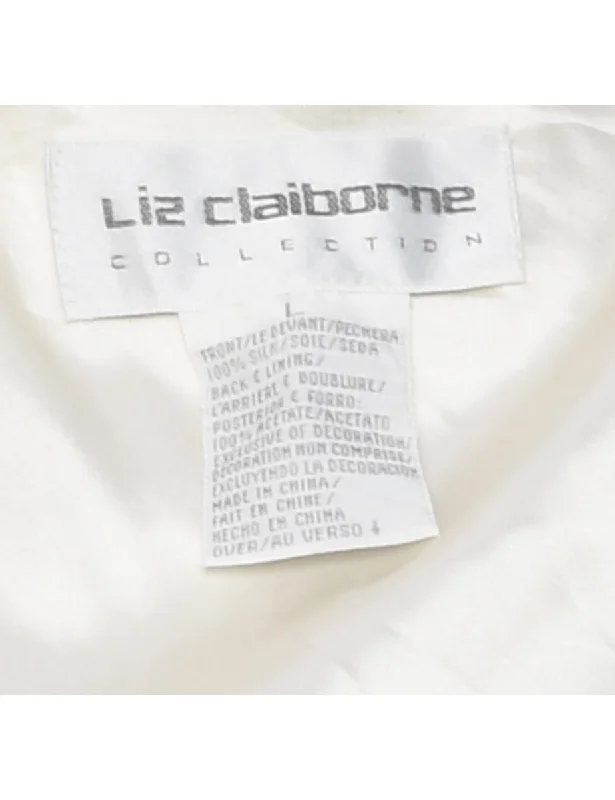 Liz claiborne
COLLECTION
L
FRONT/LE DEVANT/PECHERA:
100% SILK/SOIE/SEDA
BACK & LINING/
L'ARRIERE & DOUBLURE/
POSTERIOR & FORRO:
100% ACETATE/ACETATO
EXCLUSIVE OF DECORATION/
DECORATION NON COMPRISE/
EXCLUYENDO LA DECORACION
MADE IN CHINA/
FAIT EN CHINE/
HECHO EN CHINA
OVER/AU VERSO ↓